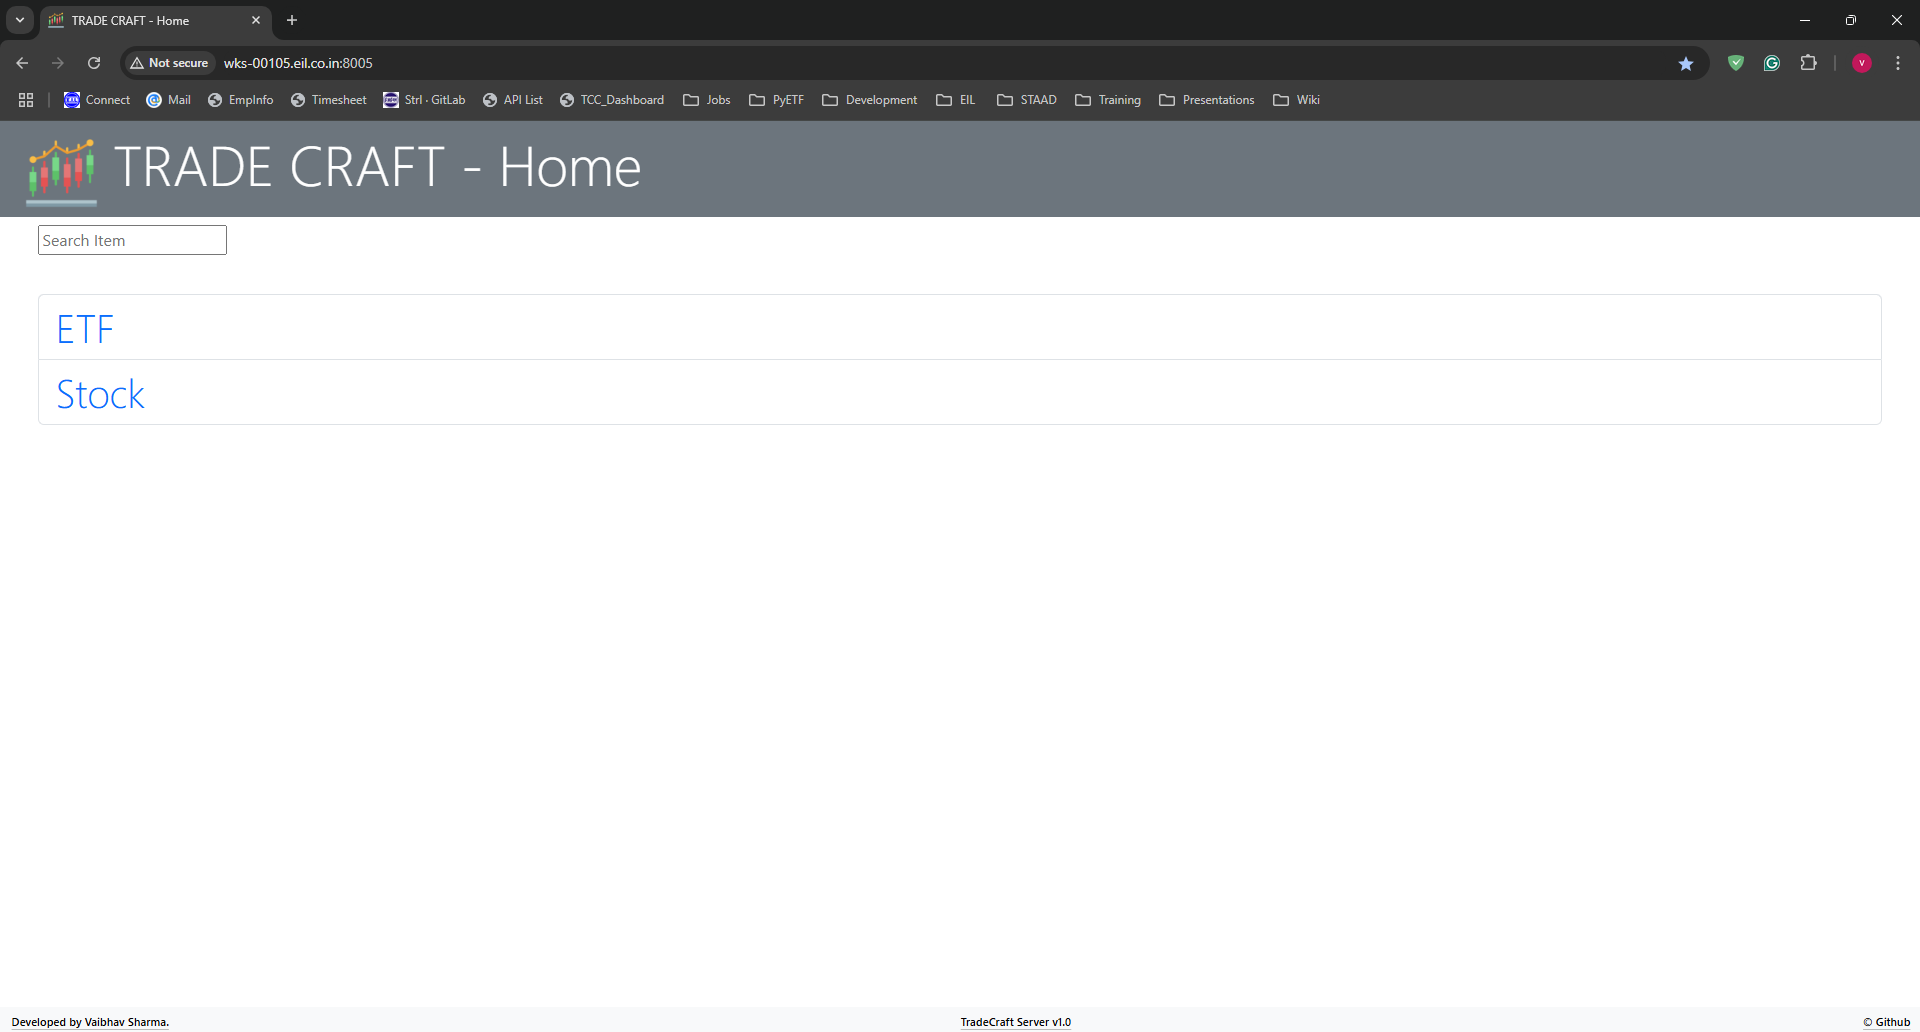 TRADE CRAFT - Home
Not secure wks-00105.eil.co.in:8005
EIL Connect Mail EmpInfo Timesheet Strl · GitLab API List TCC_Dashboard Jobs PyETF Development EIL STAAD Training Presentations Wiki
TRADE CRAFT - Home
Search Item
ETF
Stock
Developed by Vaibhav Sharma. TradeCraft Server v1.0 © Github